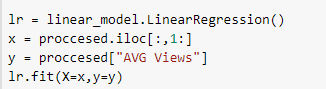 lr = linear_model.LinearRegression()
x = proccesed.iloc[:,1:]
y = proccesed["AVG Views"]
lr.fit(X=x,y=y)